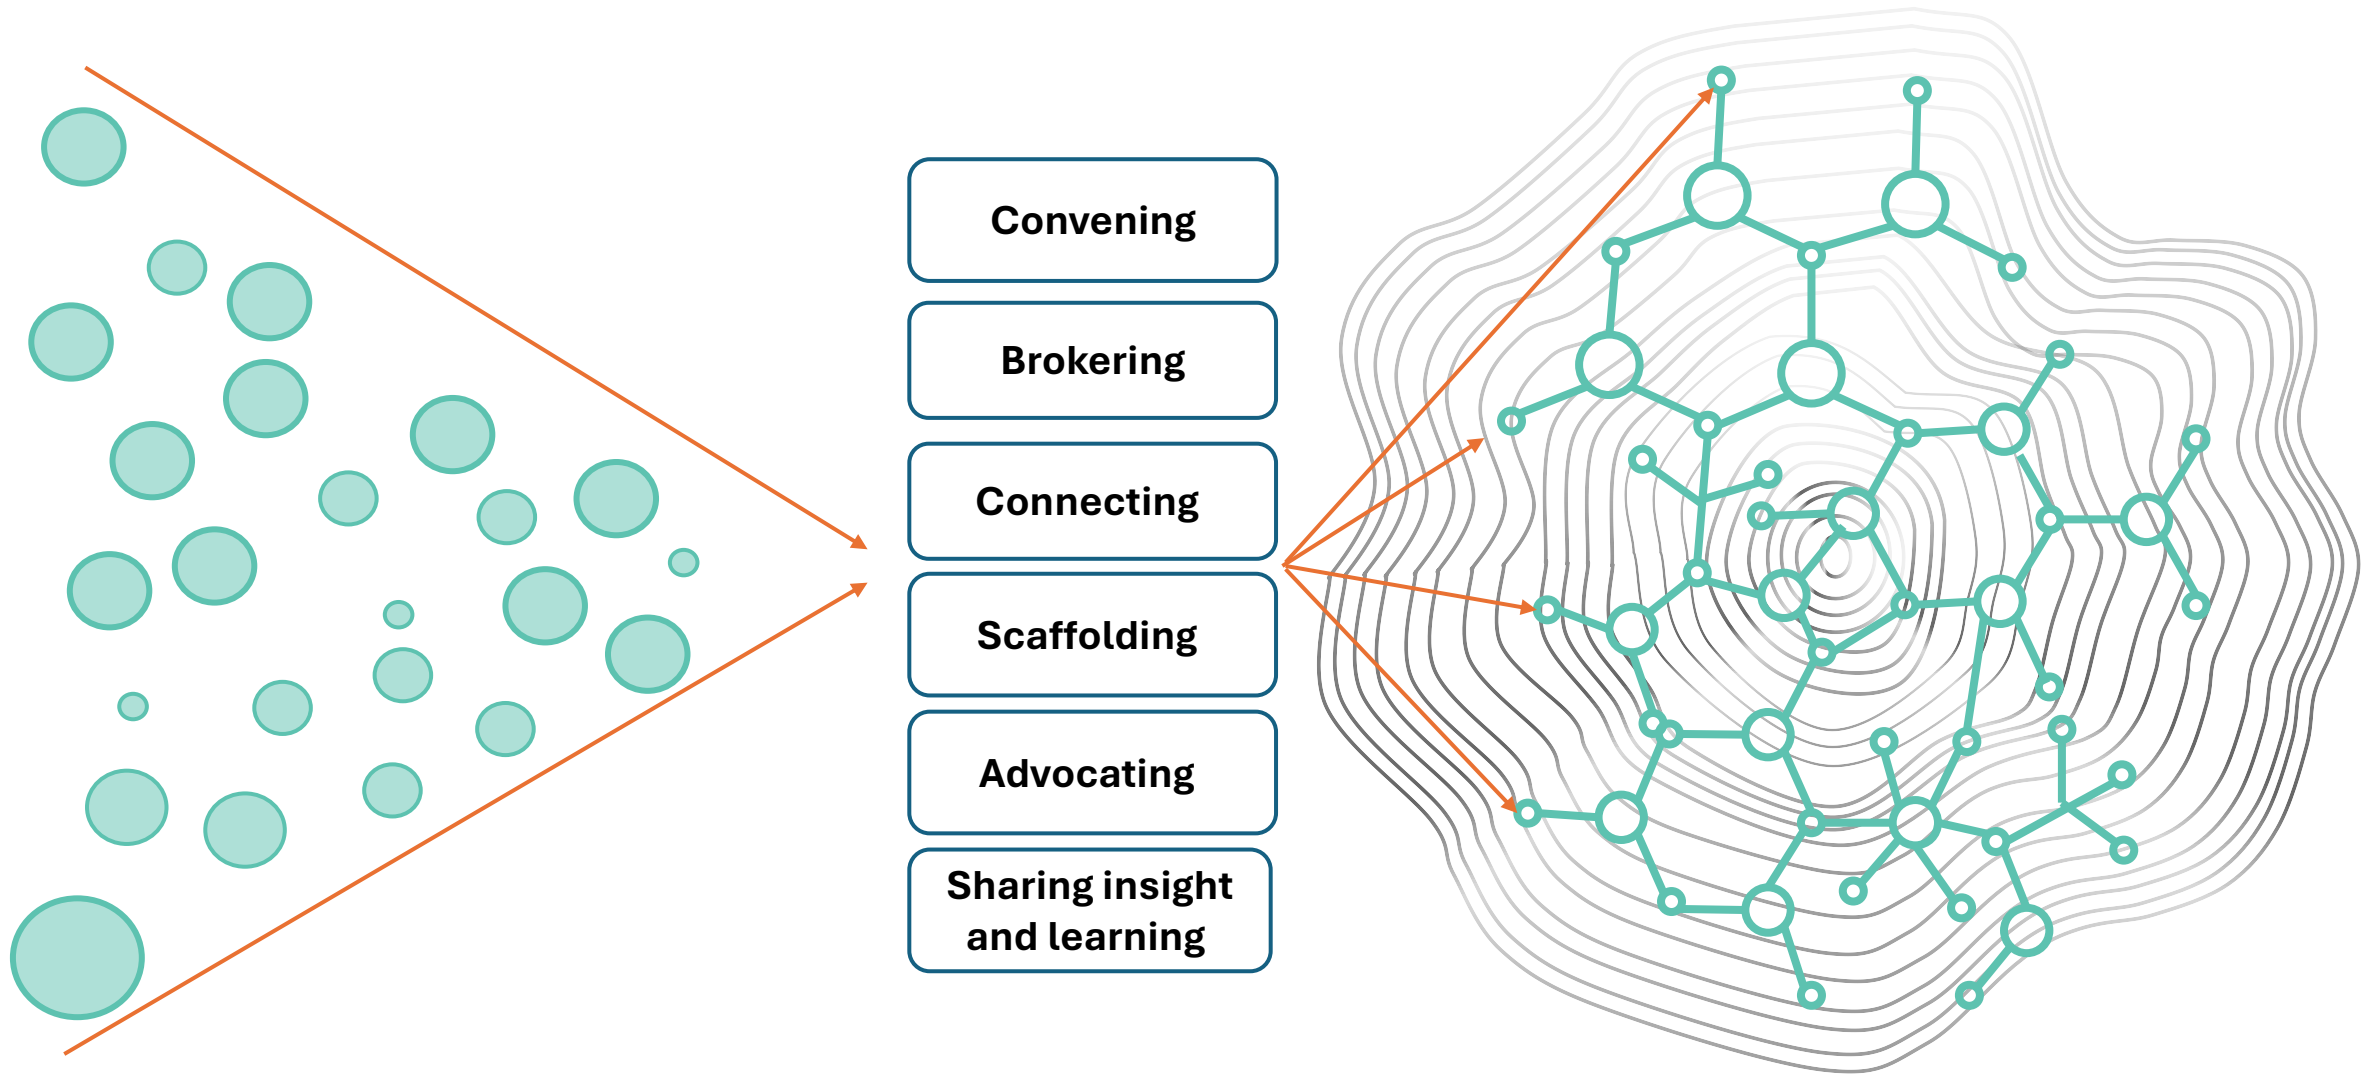 Convening
Brokering
Connecting
Scaffolding
Advocating
Sharing insight
and learning